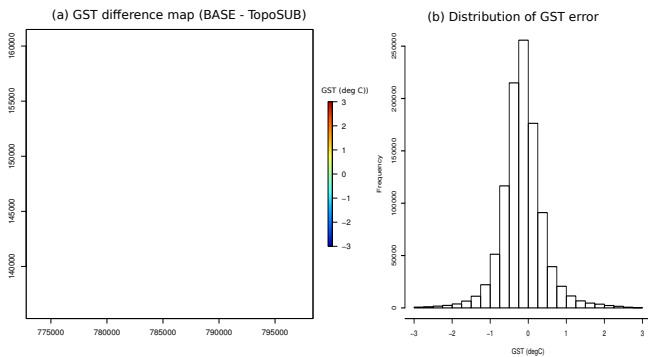 (a) GST difference map (BASE - TopoSUB)
160000
155000
150000
145000
140000
775000 780000 785000 790000 795000
GST (deg C))
3
2
1
0
−1
−2
−3
(b) Distribution of GST error
Frequency
250000
200000
150000
100000
50000
0
−3 −2 −1 0 1 2 3
GST (degC)